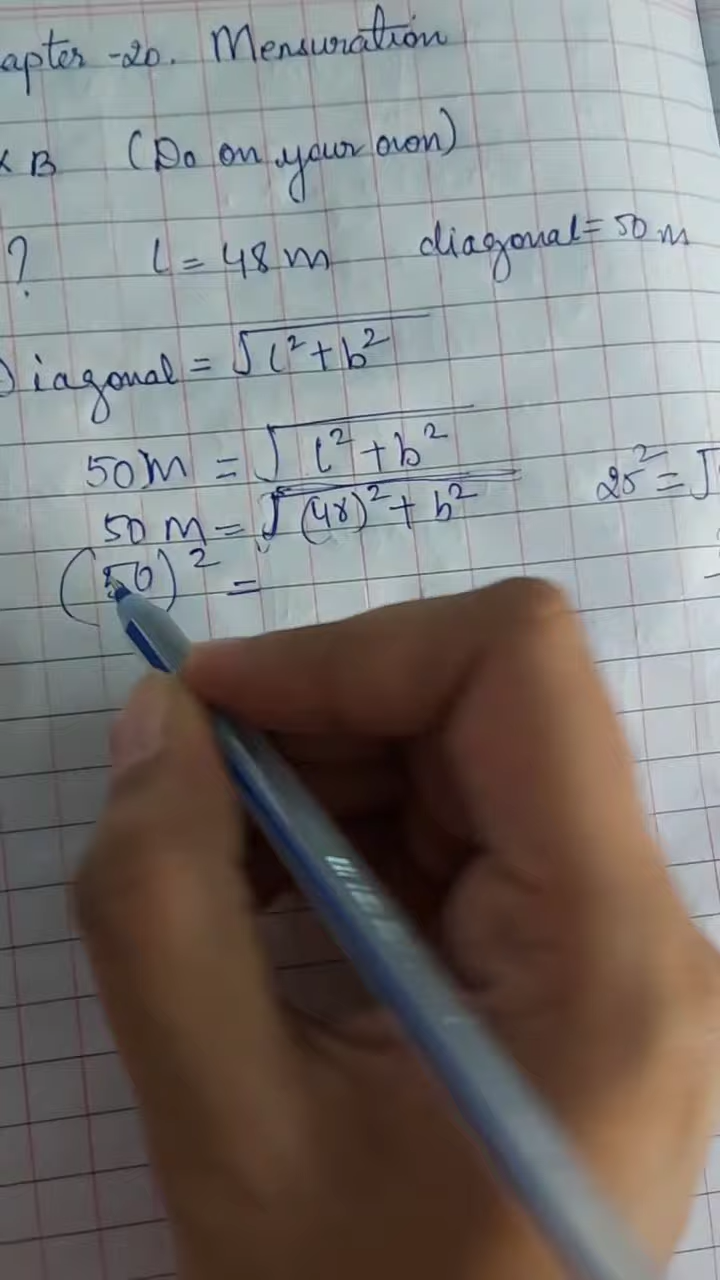 apter -20. Mensuration
x B (Do on your own)
? l = 48 m diagonal = 50 m
Diagonal = √l² + b²
50 m = √l² + b²
50 m = √(48)² + b² 25² = √
(50)² =